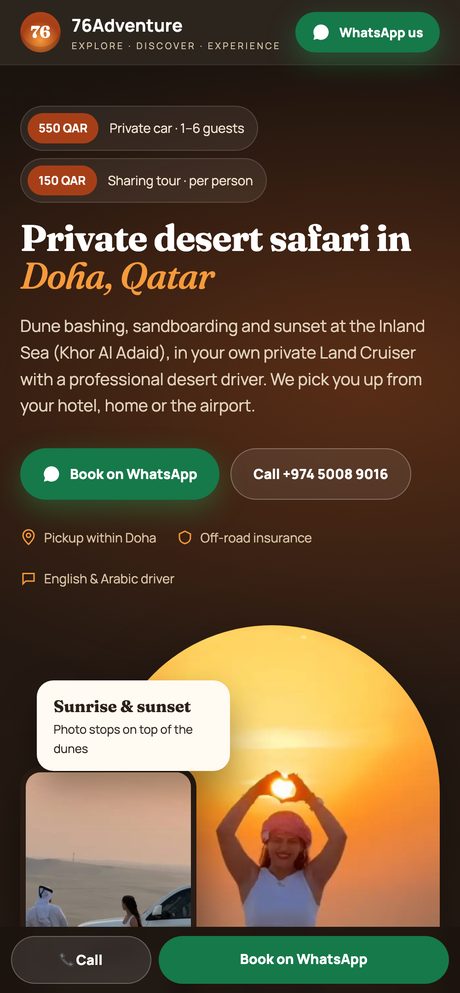 76
76Adventure
EXPLORE · DISCOVER · EXPERIENCE
WhatsApp us
550 QAR Private car · 1–6 guests
150 QAR Sharing tour · per person
Private desert safari in
Doha, Qatar
Dune bashing, sandboarding and sunset at the Inland
Sea (Khor Al Adaid), in your own private Land Cruiser
with a professional desert driver. We pick you up from
your hotel, home or the airport.
Book on WhatsApp
Call +974 5008 9016
Pickup within Doha
Off-road insurance
English & Arabic driver
Sunrise & sunset
Photo stops on top of the
dunes
Call
Book on WhatsApp